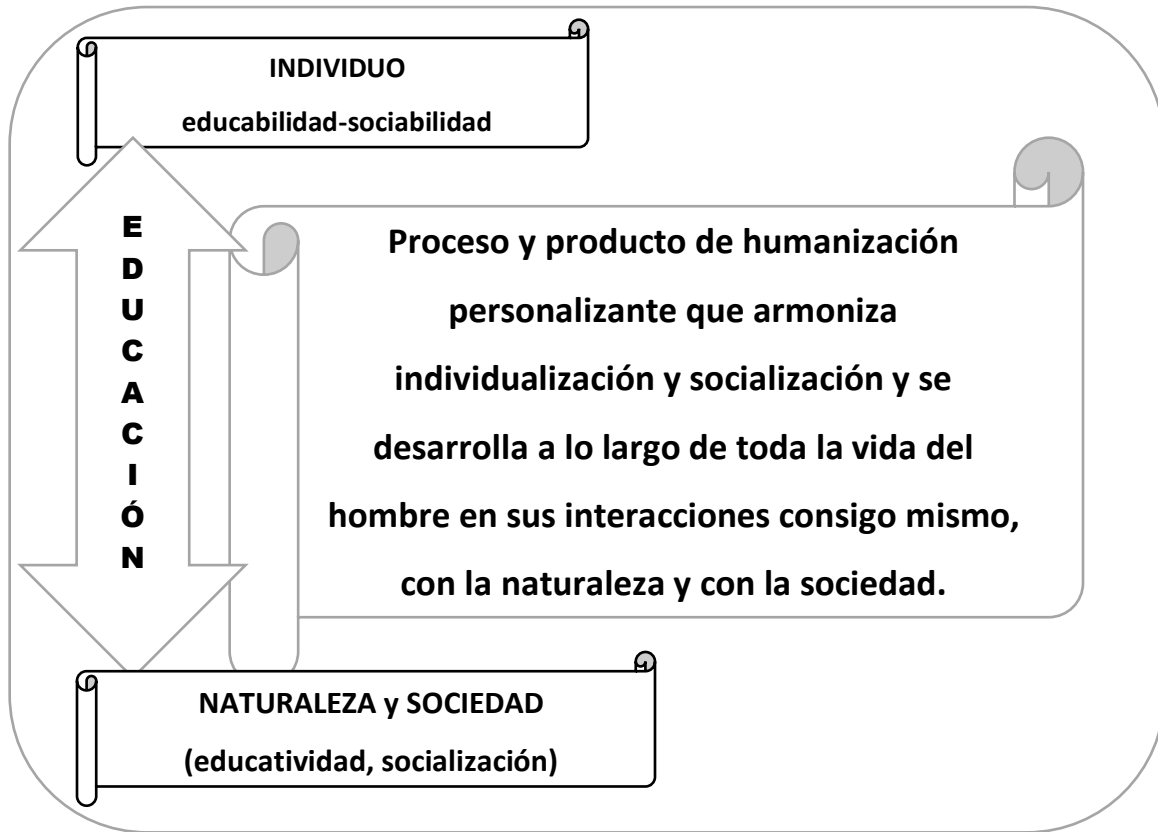 INDIVIDUO
educabilidad-sociabilidad
EDUCACIÓN
Proceso y producto de humanización
personalizante que armoniza
individualización y socialización y se
desarrolla a lo largo de toda la vida del
hombre en sus interacciones consigo mismo,
con la naturaleza y con la sociedad.
NATURALEZA y SOCIEDAD
(educatividad, socialización)